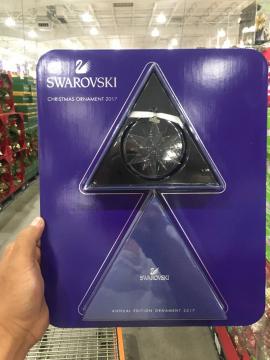 SWAROVSKI
CHRISTMAS ORNAMENT 2017
SWAROVSKI
ANNUAL EDITION ORNAMENT 2017